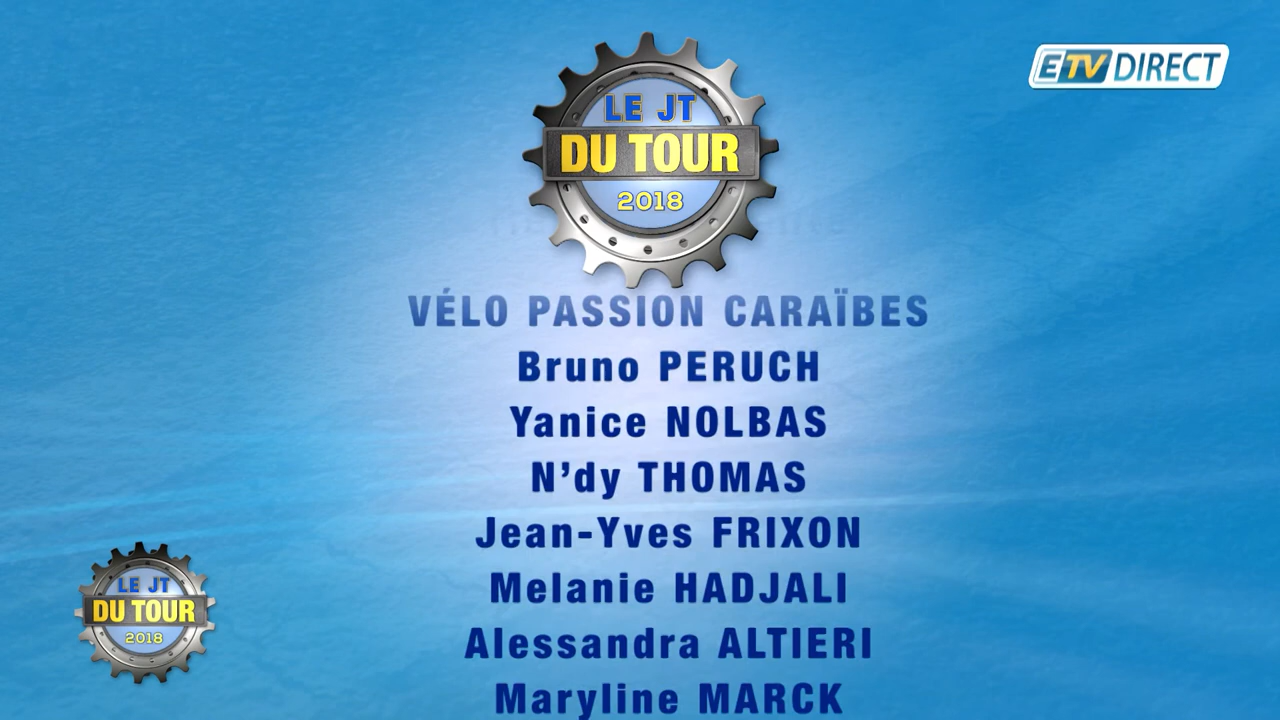 ETV DIRECT
LE JT
DU TOUR
2018
VÉLO PASSION CARAÏBES
Bruno PERUCH
Yanice NOLBAS
N’dy THOMAS
Jean-Yves FRIXON
Melanie HADJALI
Alessandra ALTIERI
Maryline MARCK
LE JT
DU TOUR
2018